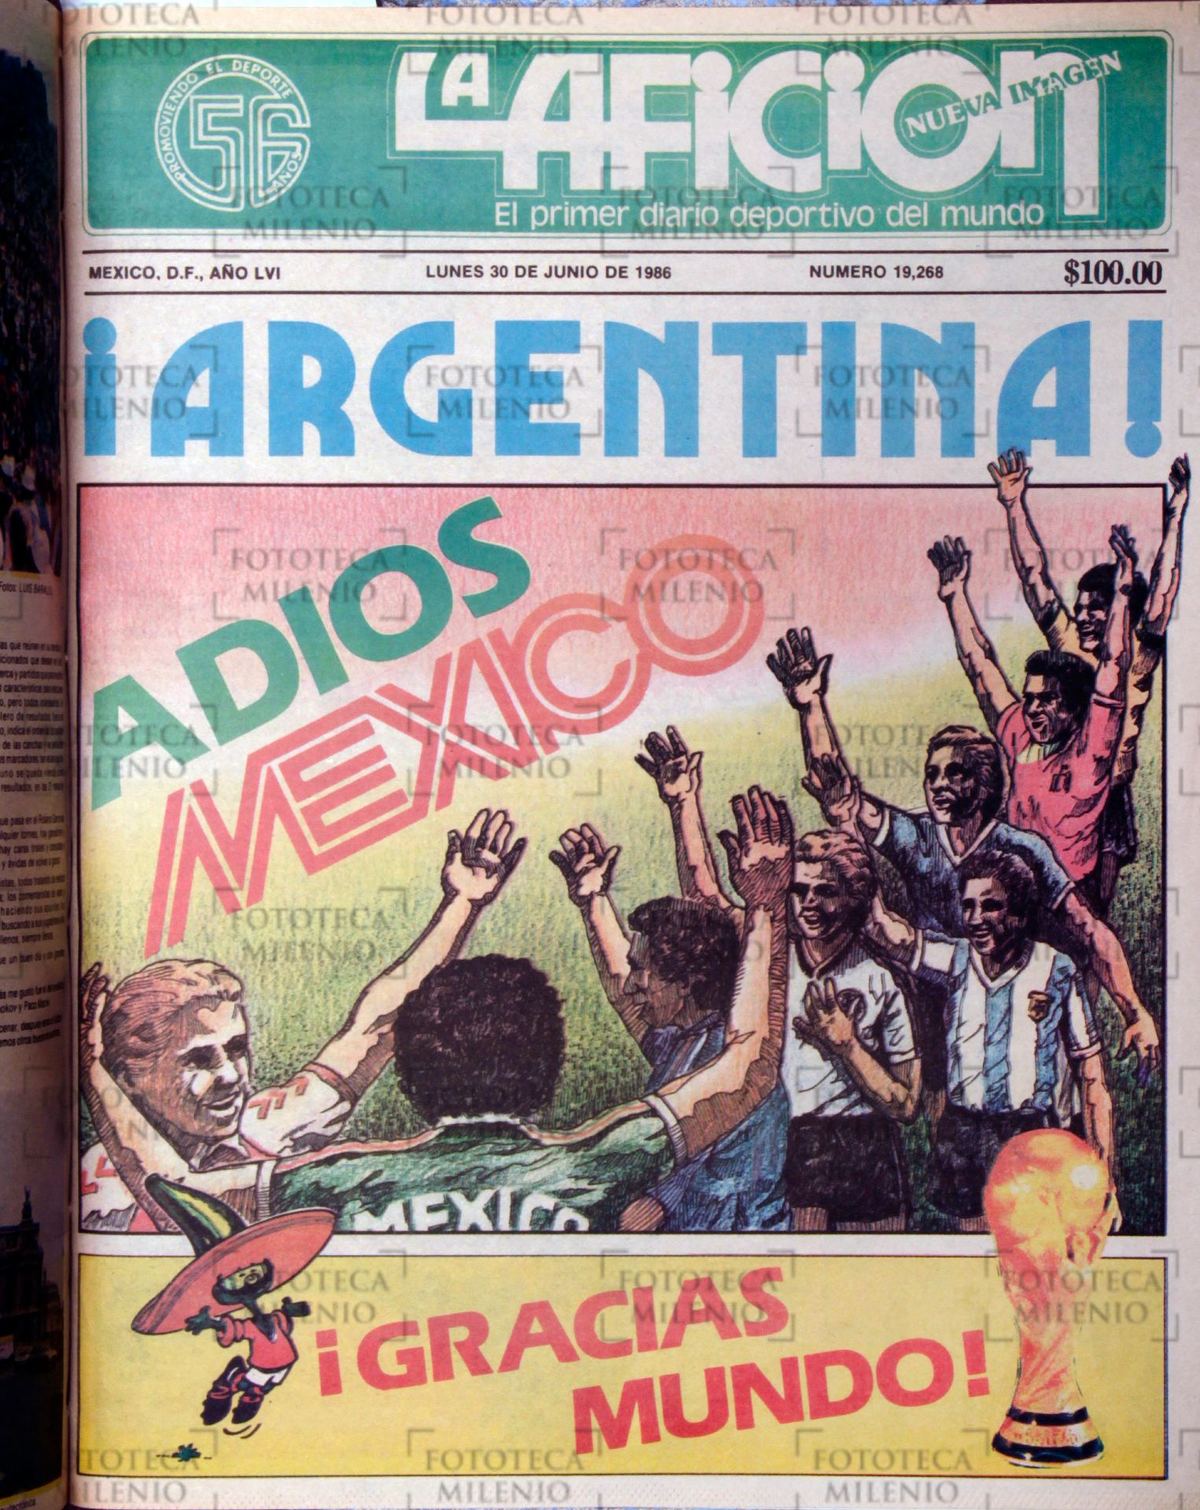 PROMOVIENDO EL DEPORTE
56
AÑOS
LA AFICION
NUEVA IMAGEN
El primer diario deportivo del mundo
MEXICO, D.F., AÑO LVI
LUNES 30 DE JUNIO DE 1986
NUMERO 19,268
$100.00
¡ARGENTINA!
ADIOS
MEXICO
MEXICO
¡GRACIAS
MUNDO!
FOTOTECA
MILENIO